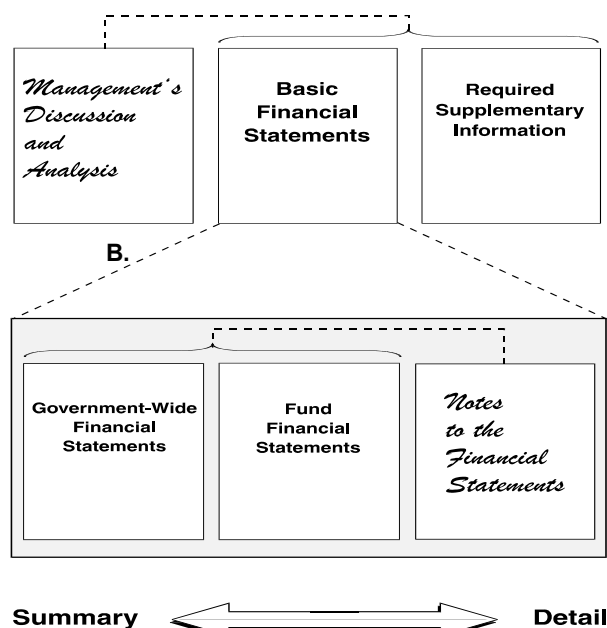 Management's
Discussion
and
Analysis
Basic
Financial
Statements
Required
Supplementary
Information
B.
Government-Wide
Financial
Statements
Fund
Financial
Statements
Notes
to the
Financial
Statements
Summary
Detail